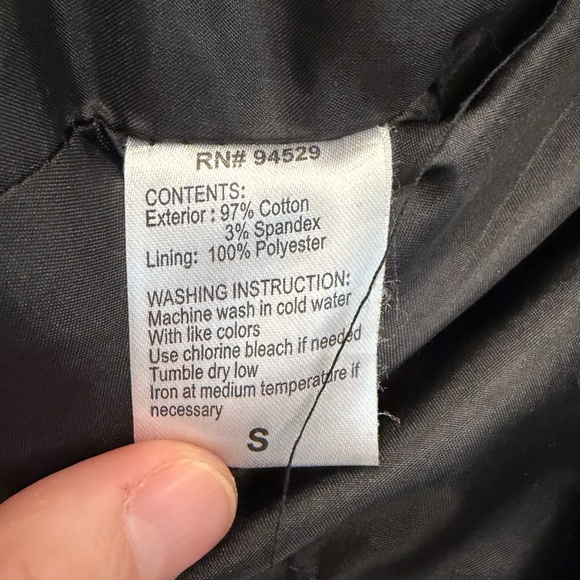 RN# 94529
CONTENTS:
Exterior : 97% Cotton
3% Spandex
Lining: 100% Polyester
WASHING INSTRUCTION:
Machine wash in cold water
With like colors
Use chlorine bleach if needed
Tumble dry low
Iron at medium temperature if
necessary
S